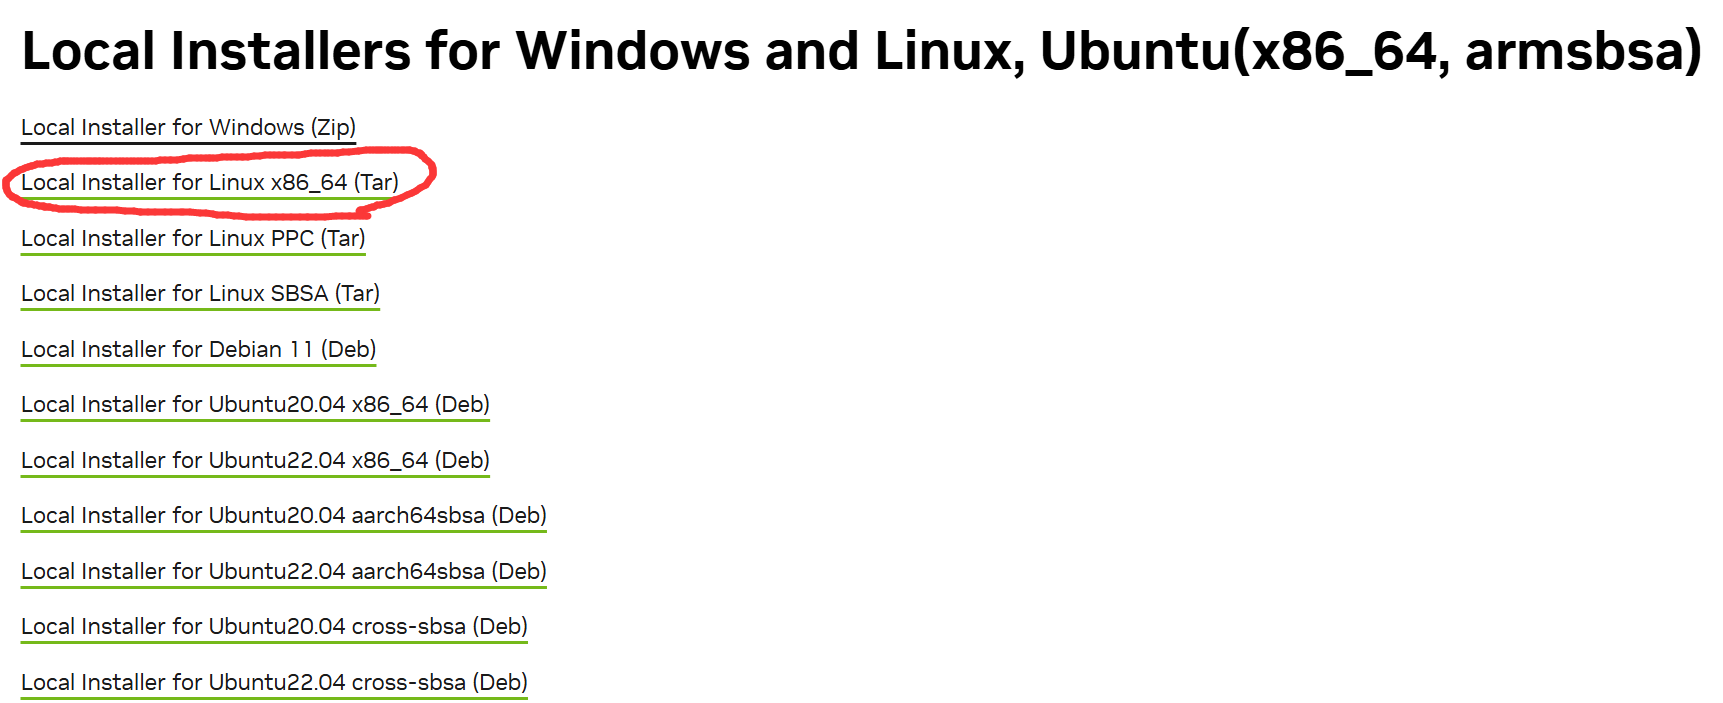 Local Installers for Windows and Linux, Ubuntu(x86_64, armsbsa)
Local Installer for Windows (Zip)
Local Installer for Linux x86_64 (Tar)
Local Installer for Linux PPC (Tar)
Local Installer for Linux SBSA (Tar)
Local Installer for Debian 11 (Deb)
Local Installer for Ubuntu20.04 x86_64 (Deb)
Local Installer for Ubuntu22.04 x86_64 (Deb)
Local Installer for Ubuntu20.04 aarch64sbsa (Deb)
Local Installer for Ubuntu22.04 aarch64sbsa (Deb)
Local Installer for Ubuntu20.04 cross-sbsa (Deb)
Local Installer for Ubuntu22.04 cross-sbsa (Deb)